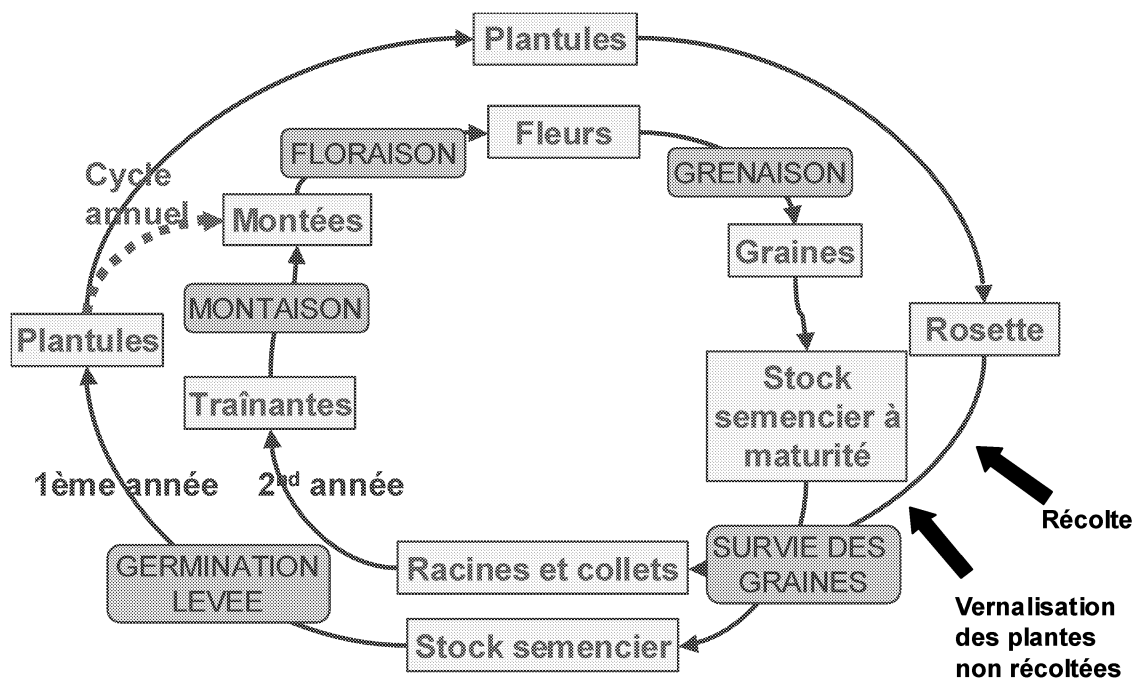 Plantules
Fleurs
FLORAISON
GRENAISON
Cycle
annuel
Montées
Graines
MONTAISON
Plantules
Rosette
Stock
semencier à
maturité
Traînantes
1ème année
2nd année
Récolte
GERMINATION
LEVEE
Racines et collets
SURVIE DES
GRAINES
Stock semencier
Vernalisation
des plantes
non récoltées